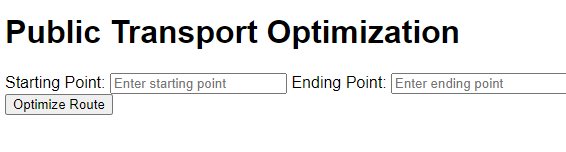 Public Transport Optimization
Starting Point: Enter starting point Ending Point: Enter ending point
Optimize Route